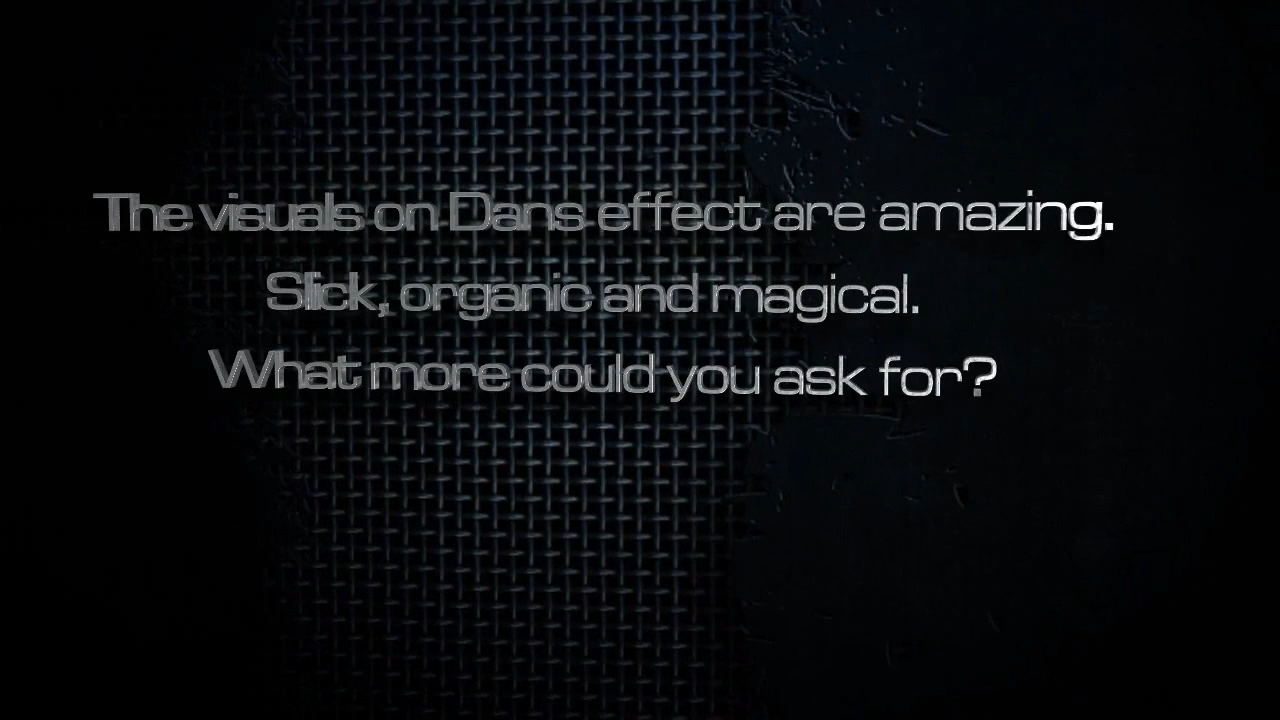 The visuals on Dans effect are amazing.
Slick, organic and magical.
What more could you ask for?